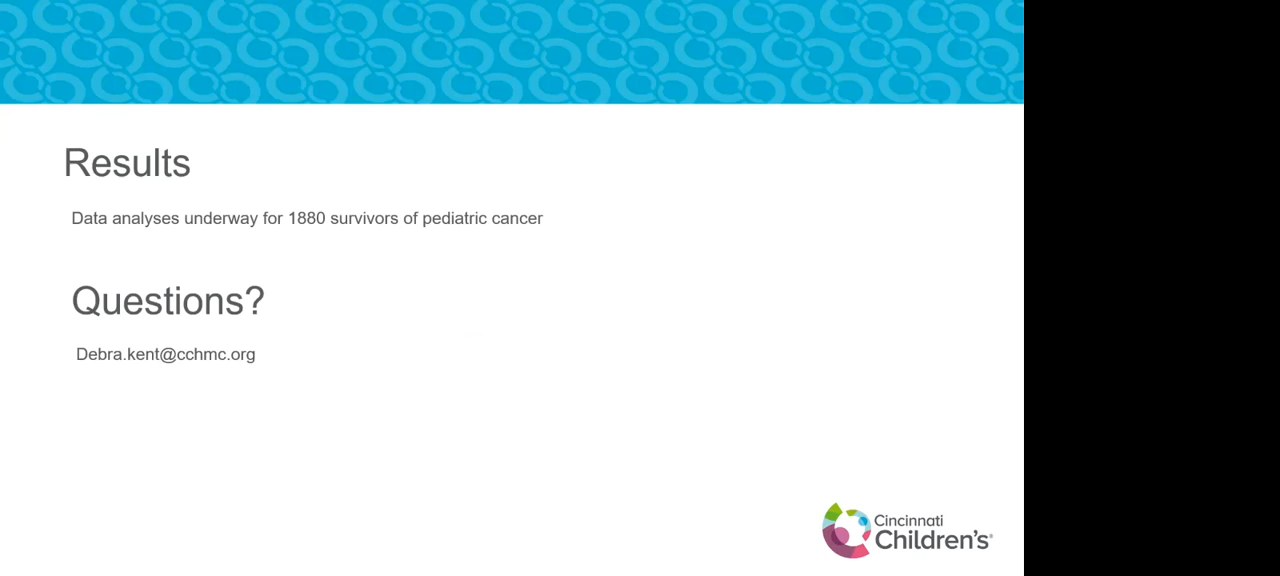 Results
Data analyses underway for 1880 survivors of pediatric cancer
Questions?
Debra.kent@cchmc.org
Cincinnati
Children's®